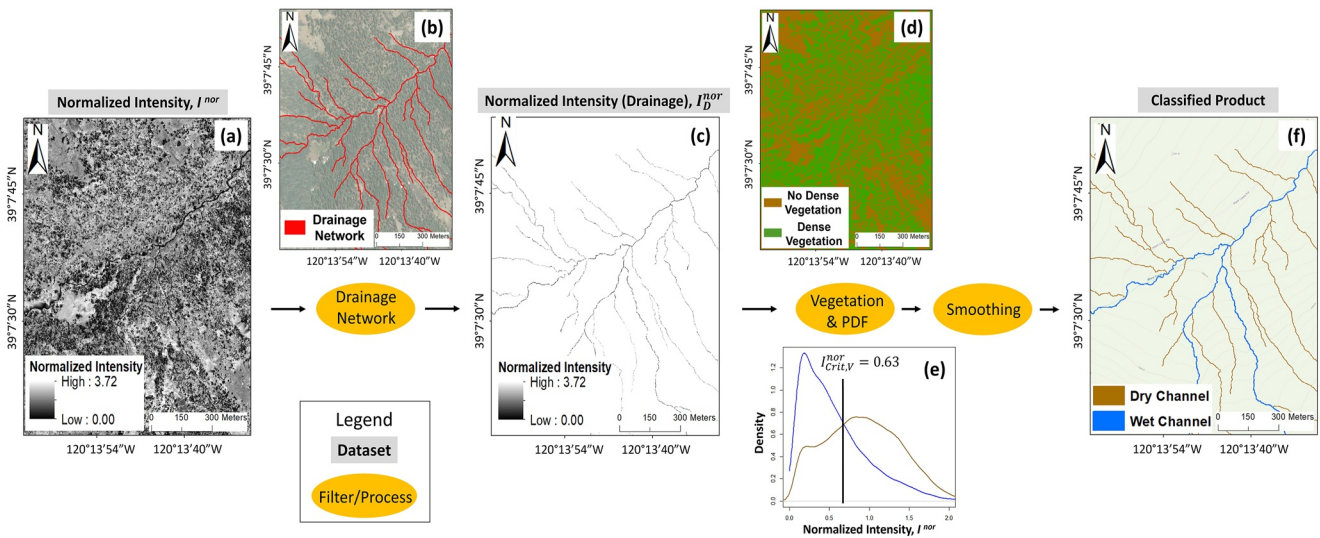 Normalized Intensity, I nor
(a)
N
39°7′45″N
39°7′30″N
Normalized Intensity
High : 3.72
Low : 0.00
0 150 300 Meters
120°13′54″W 120°13′40″W
(b)
N
39°7′45″N
39°7′30″N
Drainage
Network
0 150 300 Meters
120°13′54″W 120°13′40″W
Drainage
Network
Legend
Dataset
Filter/Process
Normalized Intensity (Drainage), I_D^nor
(c)
N
39°7′45″N
39°7′30″N
Normalized Intensity
High : 3.72
Low : 0.00
0 150 300 Meters
120°13′54″W 120°13′40″W
(d)
N
39°7′45″N
39°7′30″N
No Dense
Vegetation
Dense
Vegetation
0 150 300 Meters
120°13′54″W 120°13′40″W
Vegetation
& PDF
Smoothing
(e)
I_Crit,V^nor = 0.63
Density
0.0 0.2 0.4 0.6 0.8 1.0 1.2
0.0 0.5 1.0 1.5 2.0
Normalized Intensity, I nor
Classified Product
(f)
N
39°7′45″N
39°7′30″N
Dry Channel
Wet Channel
0 150 300 Meters
120°13′54″W 120°13′40″W